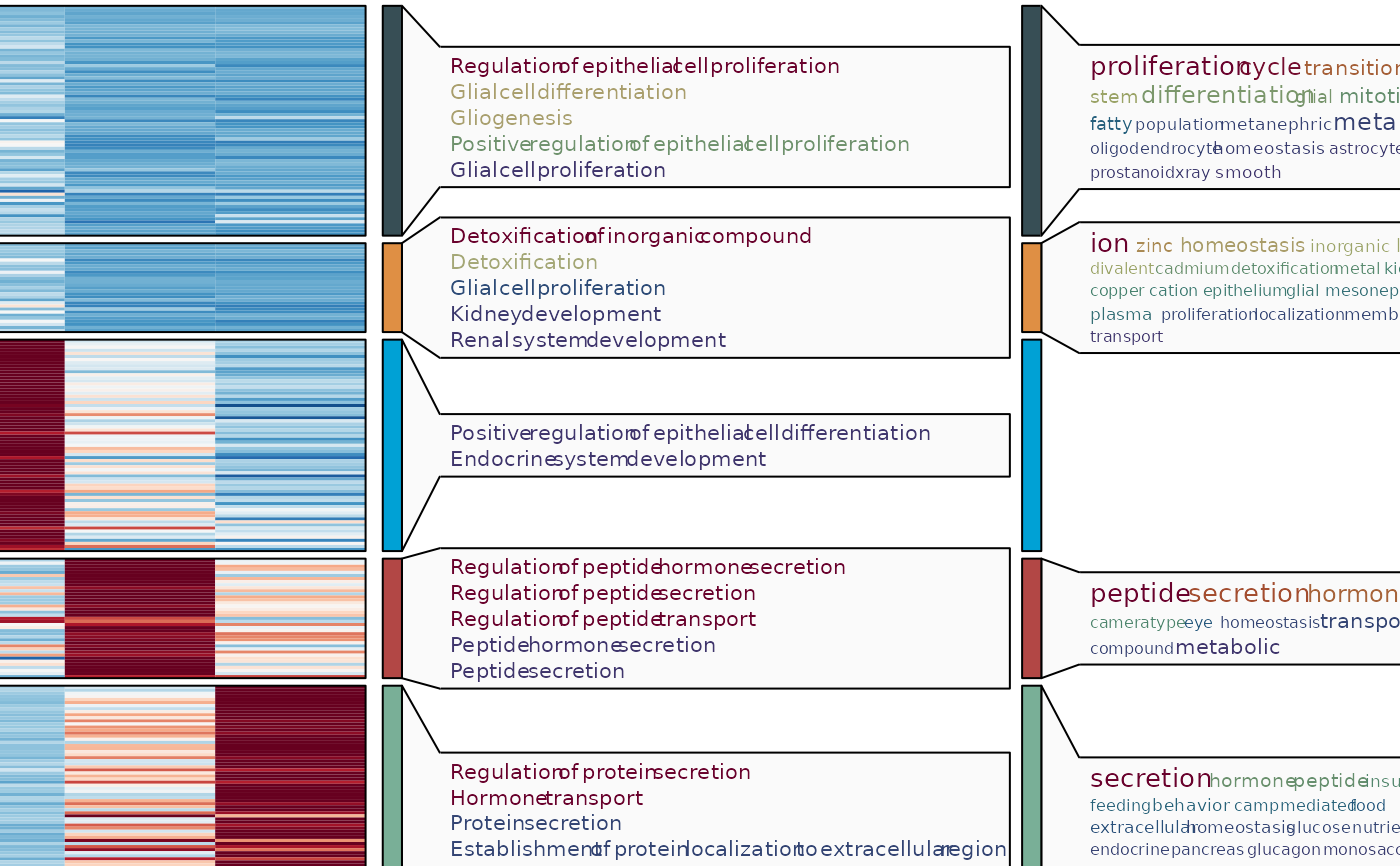 Regulation of epithelial cell proliferation
Glial cell differentiation
Gliogenesis
Positive regulation of epithelial cell proliferation
Glial cell proliferation
Detoxification of inorganic compound
Detoxification
Glial cell proliferation
Kidney development
Renal system development
Positive regulation of epithelial cell differentiation
Endocrine system development
Regulation of peptide hormone secretion
Regulation of peptide secretion
Regulation of peptide transport
Peptide hormone secretion
Peptide secretion
Regulation of protein secretion
Hormone transport
Protein secretion
Establishment of protein localization to extracellular region
proliferation cycle transition
stem differentiation glial mitoti
fatty population metanephric meta
oligodendrocyte homeostasis astrocyte
prostanoid xray smooth
ion zinc homeostasis inorganic
divalent cadmium detoxification metal ki
copper cation epithelium glial mesonep
plasma proliferation localization memb
transport
peptide secretion hormon
cameratype eye homeostasis transpo
compound metabolic
secretion hormone peptide insu
feeding behavior campmediated food
extracellular homeostasis glucose nutrie
endocrine pancreas glucagon monosac